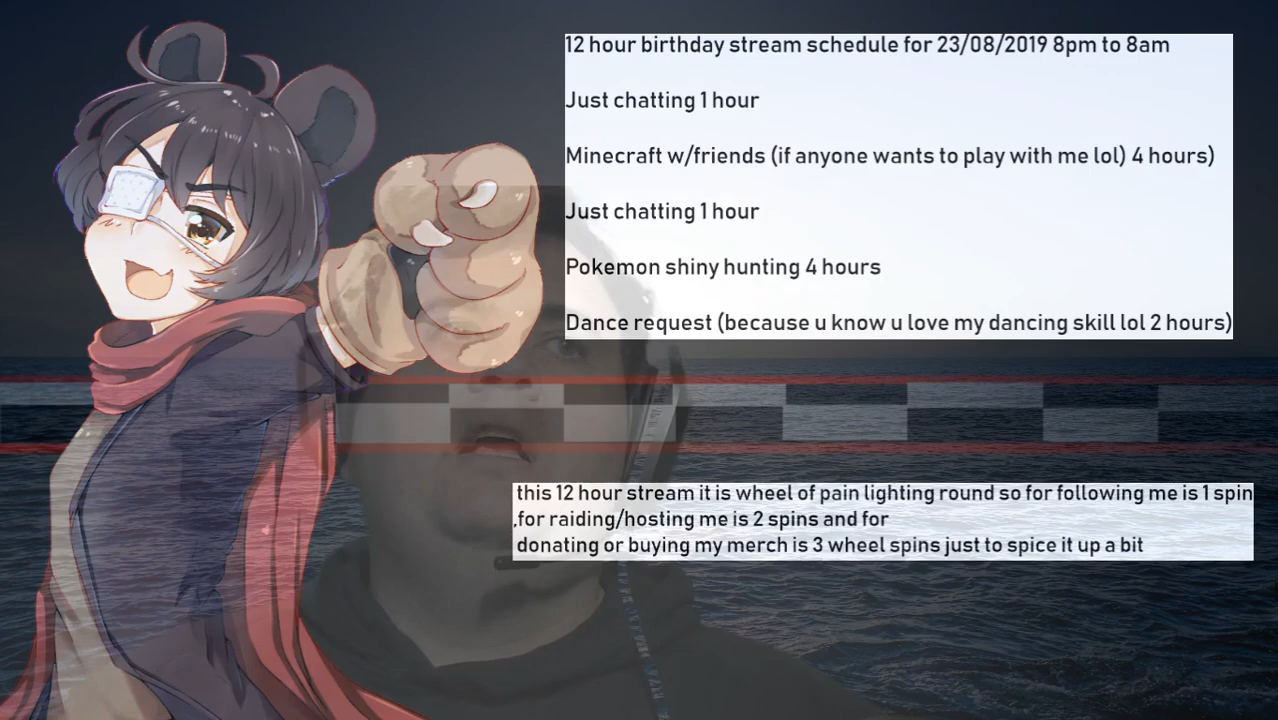 12 hour birthday stream schedule for 23/08/2019 8pm to 8am
Just chatting 1 hour
Minecraft w/friends (if anyone wants to play with me lol) 4 hours)
Just chatting 1 hour
Pokemon shiny hunting 4 hours
Dance request (because u know u love my dancing skill lol 2 hours)
this 12 hour stream it is wheel of pain lighting round so for following me is 1 spin
,for raiding/hosting me is 2 spins and for
donating or buying my merch is 3 wheel spins just to spice it up a bit